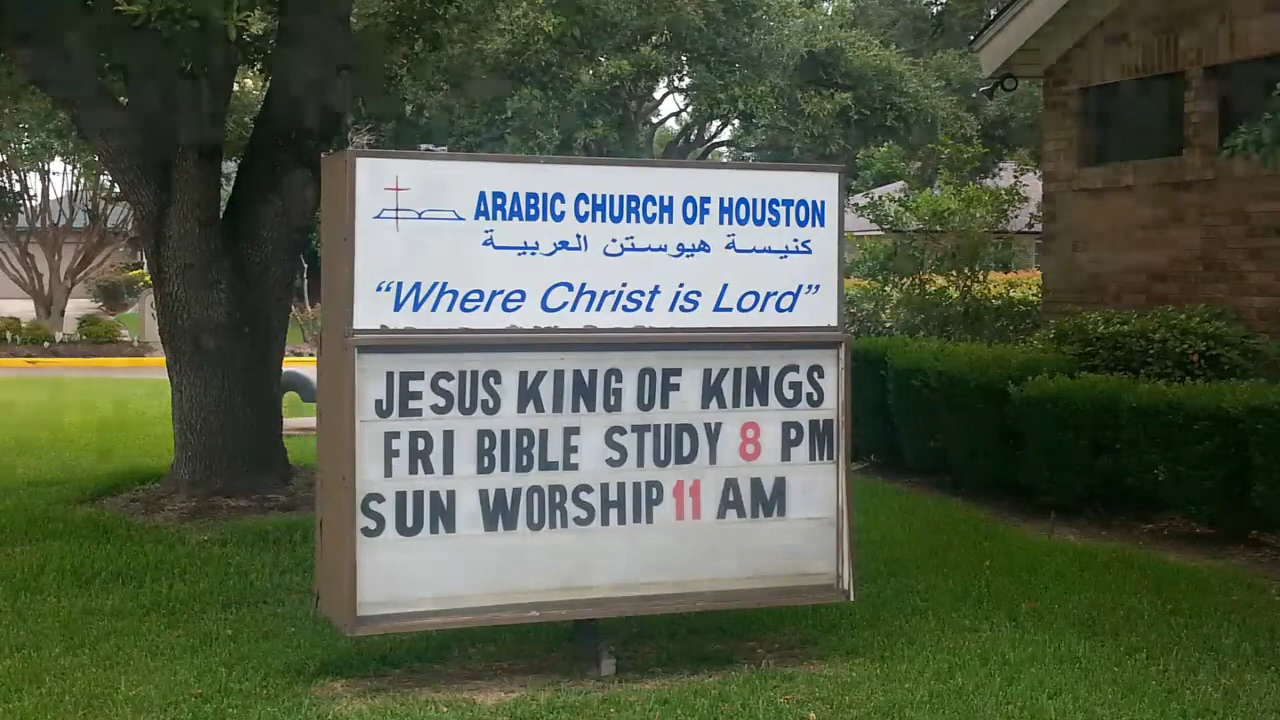 ARABIC CHURCH OF HOUSTON
كنيسة هيوستن العربية
“Where Christ is Lord”
JESUS KING OF KINGS
FRI BIBLE STUDY 8 PM
SUN WORSHIP 11 AM